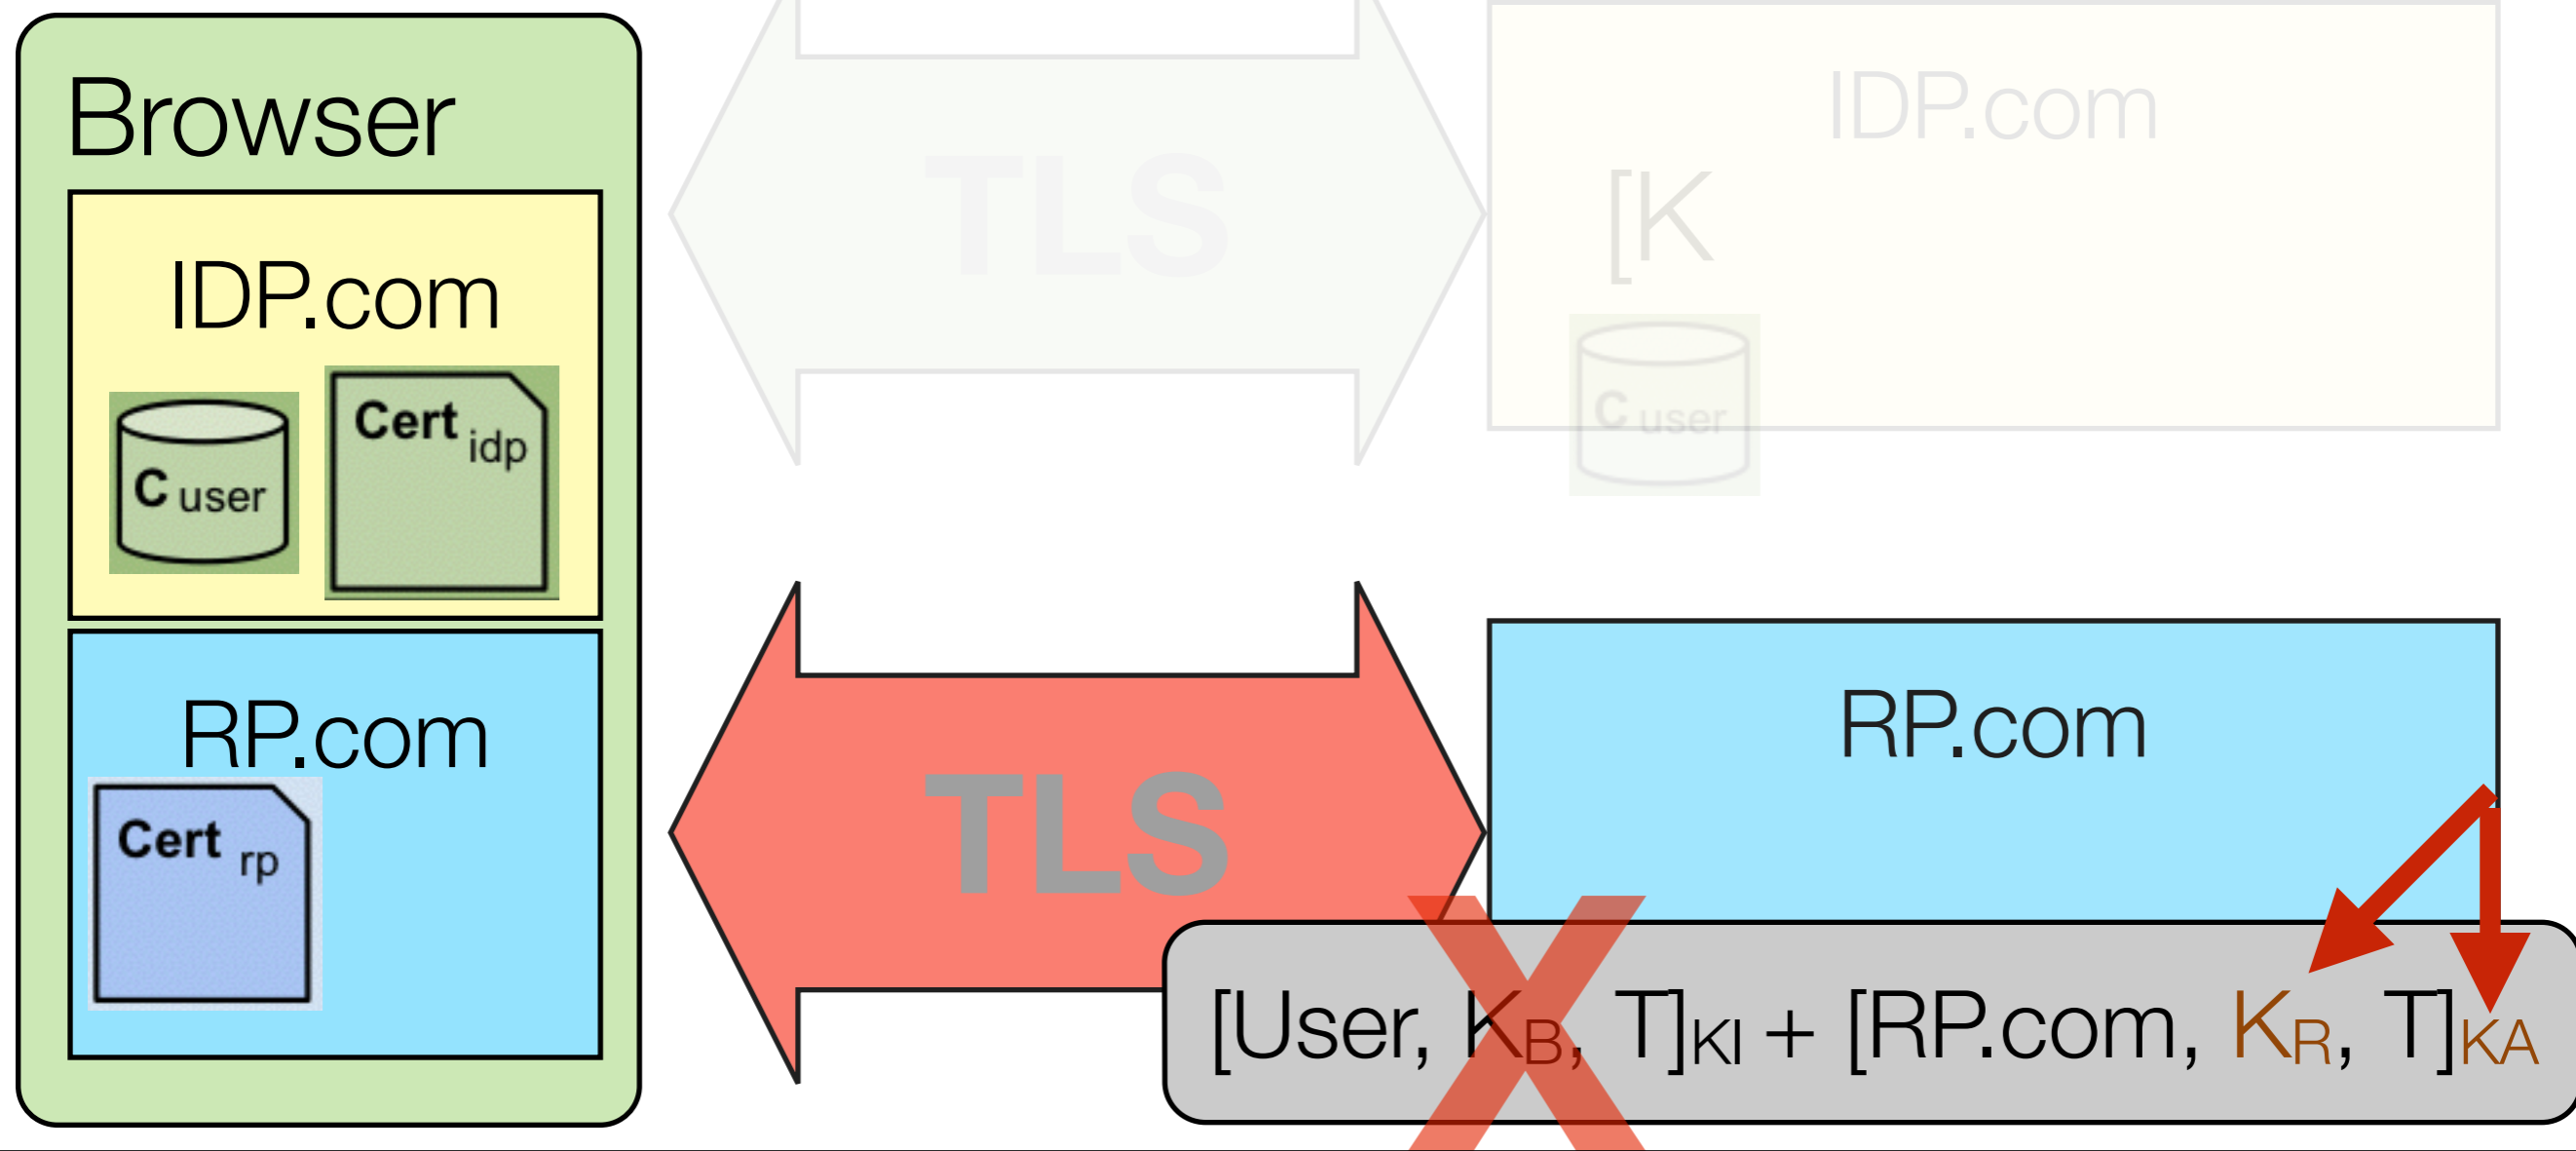 Browser
IDP.com
C user
Cert idp
RP.com
Cert rp
TLS
IDP.com
[K
C user
TLS
RP.com
[User, KB, T]KI + [RP.com, KR, T]KA